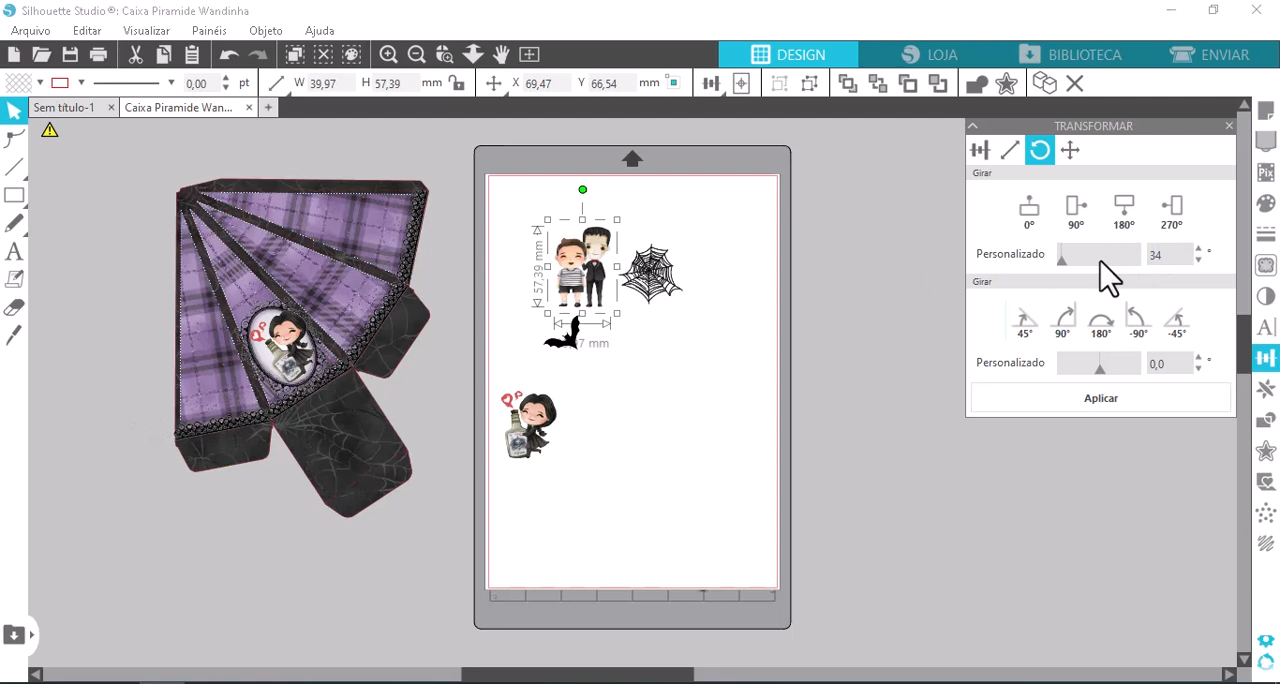 Silhouette Studio®: Caixa Piramide Wandinha
Arquivo Editar Visualizar Painéis Objeto Ajuda
DESIGN LOJA BIBLIOTECA ENVIAR
0,00 pt W 39,97 H 57,39 mm X 69,47 Y 66,54 mm
Sem título-1 × Caixa Piramide Wan... × +
TRANSFORMAR
Girar
0° 90° 180° 270°
Personalizado 34 °
Girar
45° 90° 180° -90° -45°
Personalizado 0,0 °
Aplicar
57,39 mm
7 mm
Pix
A
A